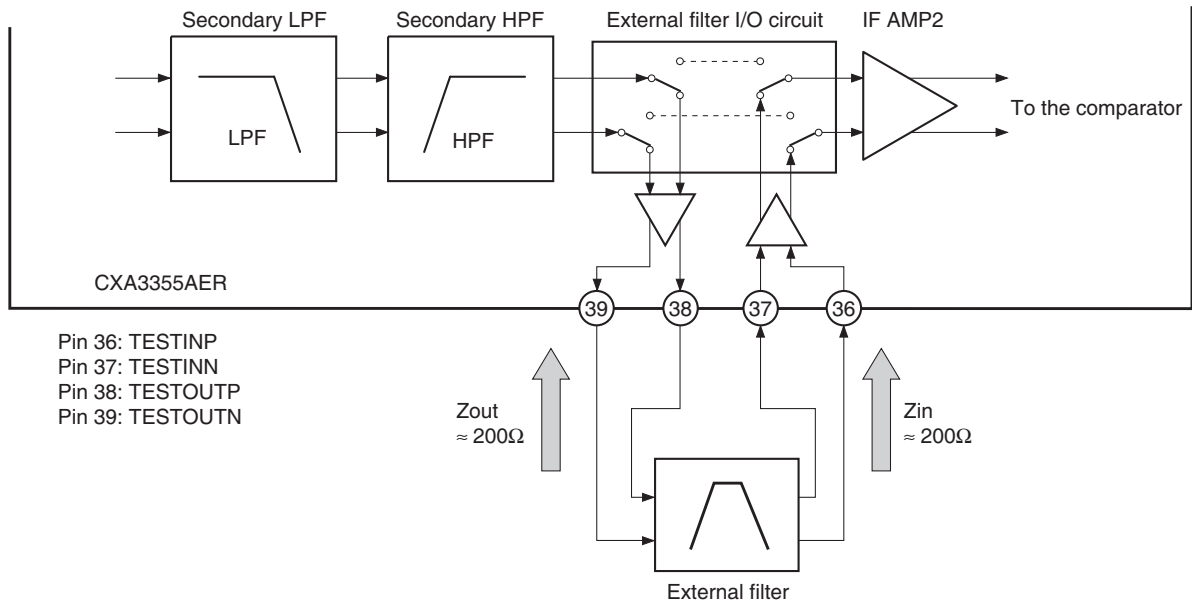 Secondary LPF
Secondary HPF
External filter I/O circuit
IF AMP2
LPF
HPF
To the comparator
CXA3355AER
39
38
37
36
Pin 36: TESTINP
Pin 37: TESTINN
Pin 38: TESTOUTP
Pin 39: TESTOUTN
Zout
≈ 200Ω
Zin
≈ 200Ω
External filter